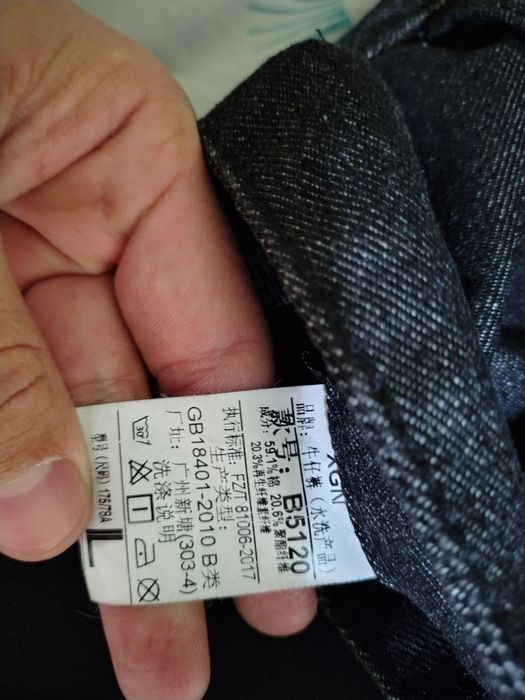 XGN
品牌：牛仔裤（水洗产品）
款号：B5120
成份：59.1%棉 20.6%聚酯纤维
20.3%再生纤维素纤维
执行标准：FZ/T 81006-2017
生产类型：
GB18401-2010 B类
厂址：广州新塘(303-4)
洗涤说明
型号（尺码）175/78A L